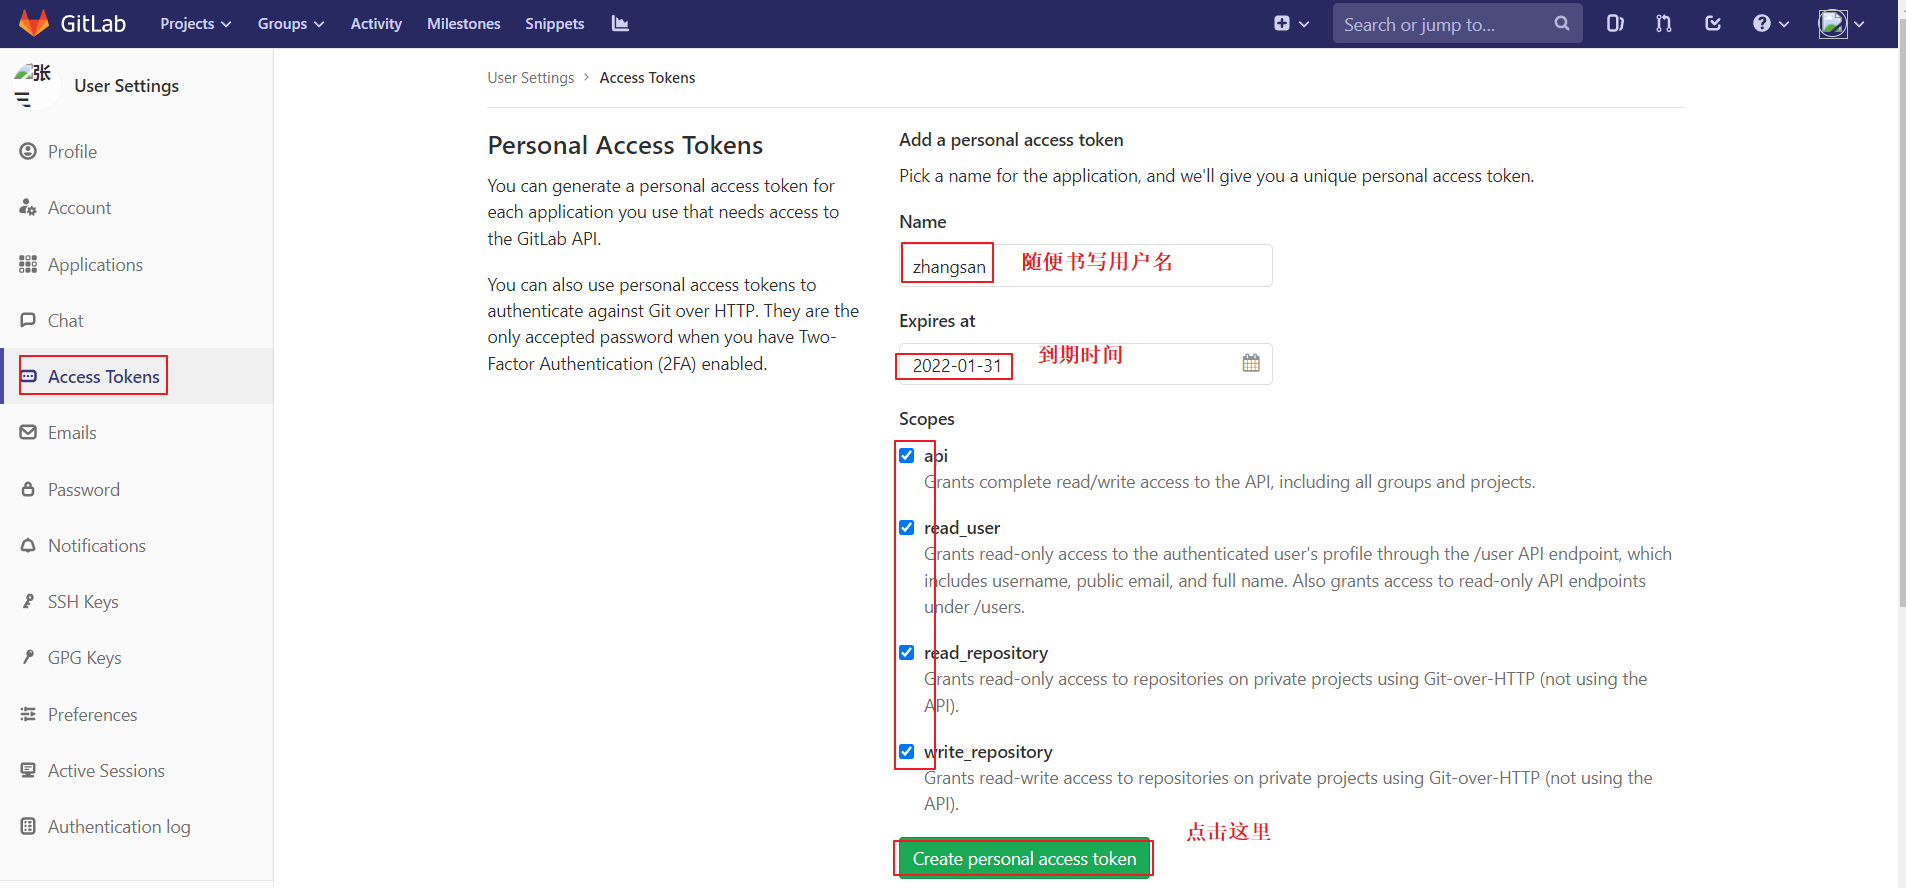 GitLab Projects Groups Activity Milestones Snippets Search or jump to...
张三
User Settings
Profile
Account
Applications
Chat
Access Tokens
Emails
Password
Notifications
SSH Keys
GPG Keys
Preferences
Active Sessions
Authentication log
User Settings > Access Tokens
Personal Access Tokens
You can generate a personal access token for
each application you use that needs access to
the GitLab API.
You can also use personal access tokens to
authenticate against Git over HTTP. They are the
only accepted password when you have Two-
Factor Authentication (2FA) enabled.
Add a personal access token
Pick a name for the application, and we'll give you a unique personal access token.
Name
zhangsan 随便书写用户名
Expires at
2022-01-31 到期时间
Scopes
api
Grants complete read/write access to the API, including all groups and projects.
read_user
Grants read-only access to the authenticated user's profile through the /user API endpoint, which
includes username, public email, and full name. Also grants access to read-only API endpoints
under /users.
read_repository
Grants read-only access to repositories on private projects using Git-over-HTTP (not using the
API).
write_repository
Grants read-write access to repositories on private projects using Git-over-HTTP (not using the
API).
点击这里
Create personal access token